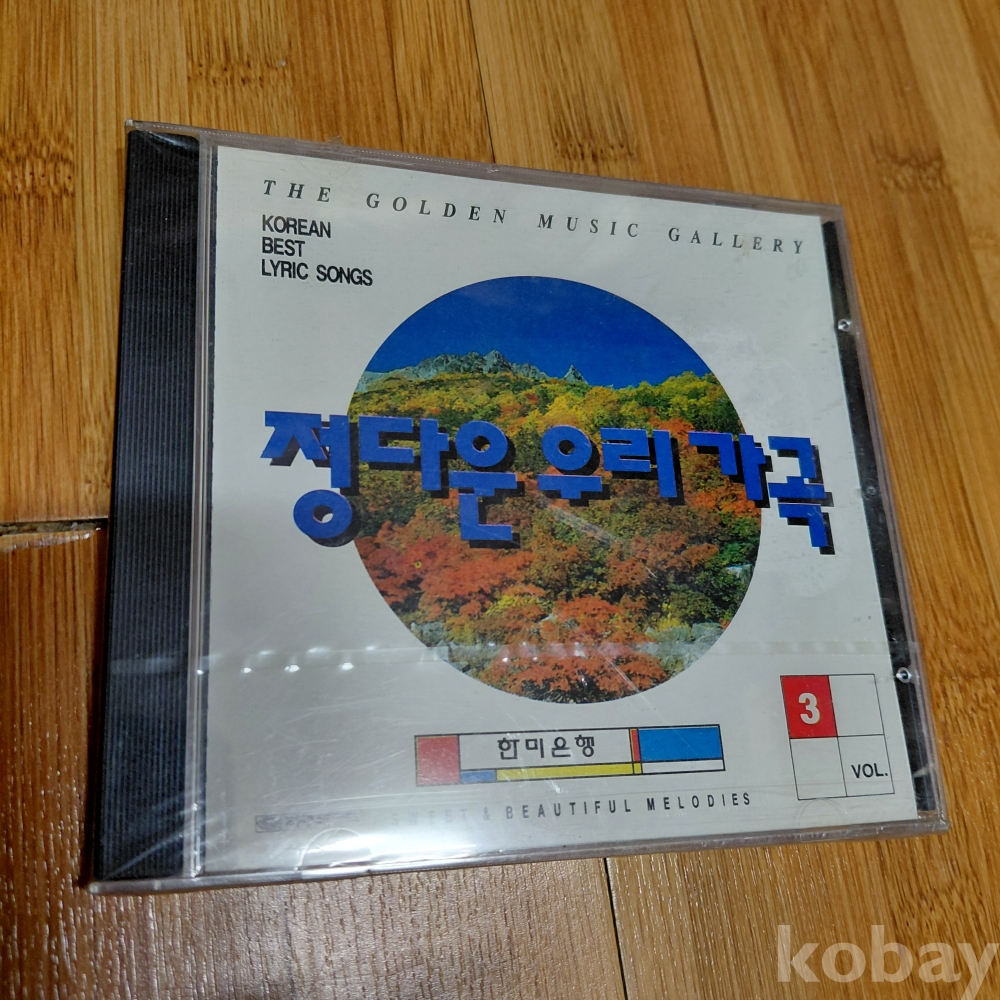 THE GOLDEN MUSIC GALLERY
KOREAN
BEST
LYRIC SONGS
정다운 우리 가곡
3
VOL.
한미은행
& BEAUTIFUL MELODIES
kobay